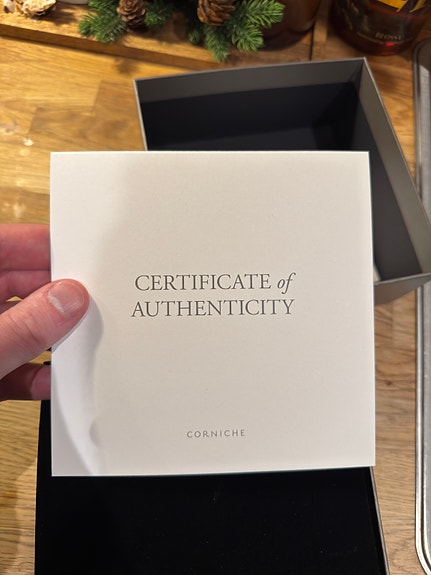 CERTIFICATE of
AUTHENTICITY
CORNICHE